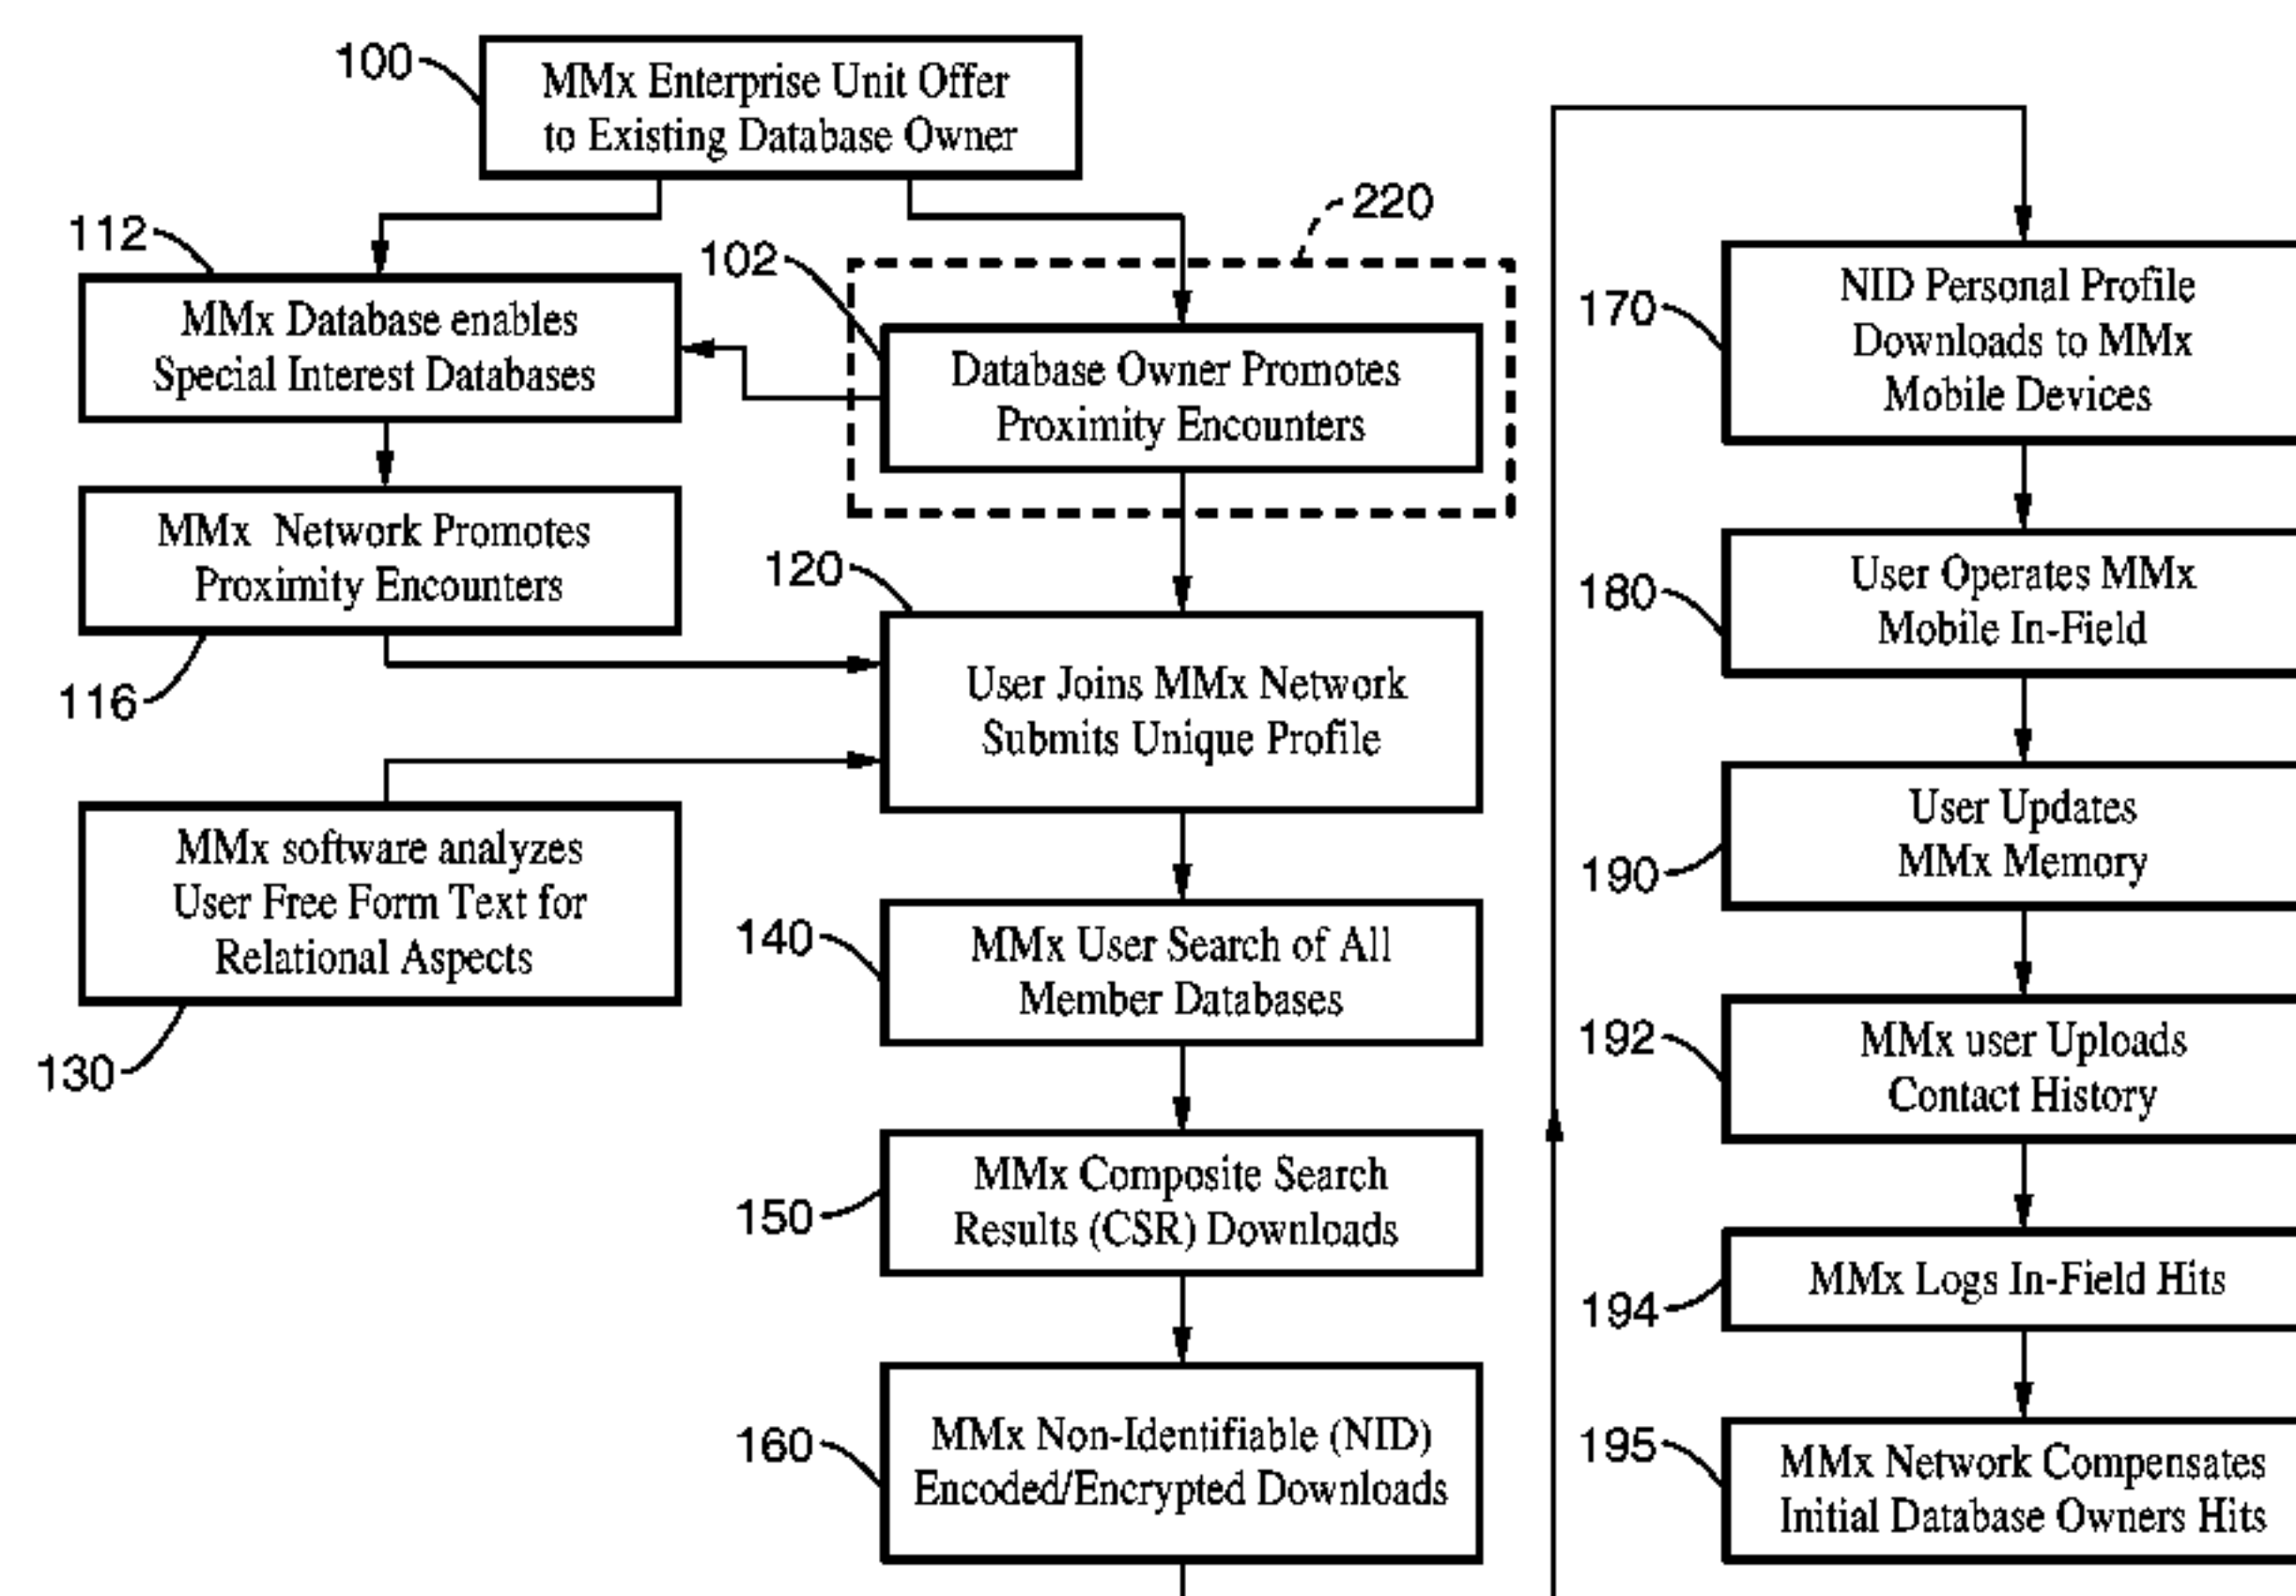 100
MMx Enterprise Unit Offer
to Existing Database Owner
220
112
102
MMx Database enables
Special Interest Databases
Database Owner Promotes
Proximity Encounters
MMx Network Promotes
Proximity Encounters
116
120
User Joins MMx Network
Submits Unique Profile
MMx software analyzes
User Free Form Text for
Relational Aspects
130
140
MMx User Search of All
Member Databases
150
MMx Composite Search
Results (CSR) Downloads
160
MMx Non-Identifiable (NID)
Encoded/Encrypted Downloads
170
NID Personal Profile
Downloads to MMx
Mobile Devices
180
User Operates MMx
Mobile In-Field
190
User Updates
MMx Memory
192
MMx user Uploads
Contact History
194
MMx Logs In-Field Hits
195
MMx Network Compensates
Initial Database Owners Hits